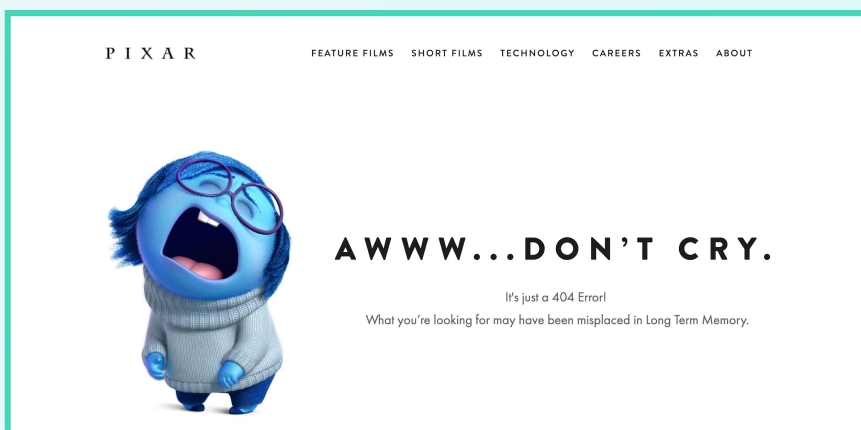 PIXAR
FEATURE FILMS SHORT FILMS TECHNOLOGY CAREERS EXTRAS ABOUT
AWWW...DON’T CRY.
It's just a 404 Error!
What you’re looking for may have been misplaced in Long Term Memory.